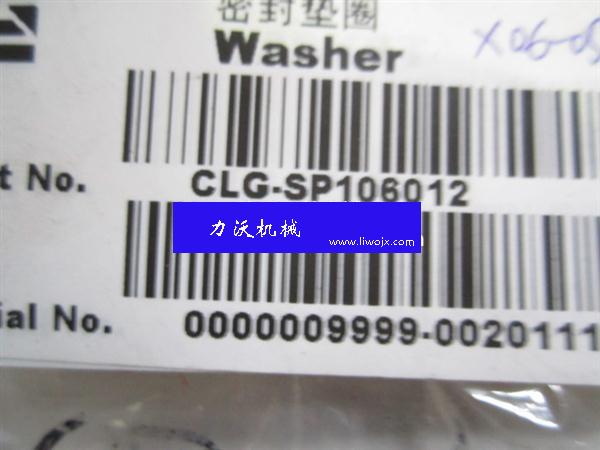 密封垫圈
Washer
t No. CLG-SP106012
力沃机械
www.liwojx.com
ial No. 0000009999-0020111